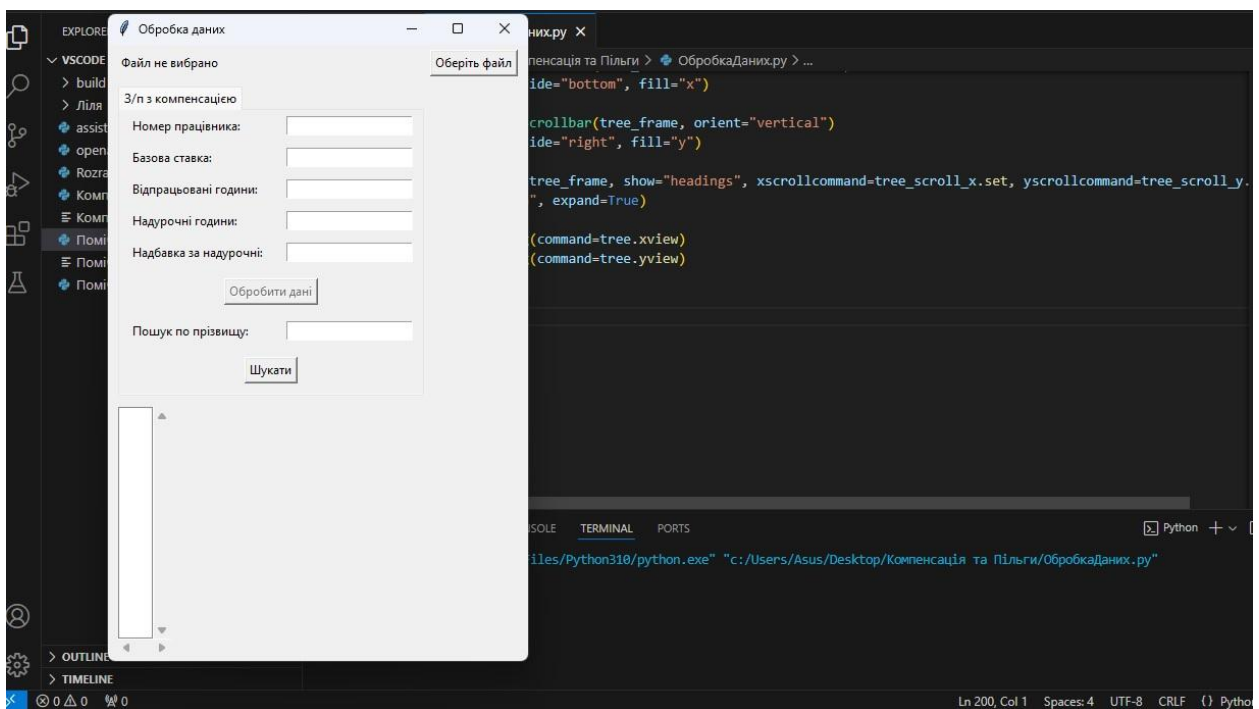 EXPLORE
Обробка даних
них.py
VSCODE
Файл не вибрано
Оберіть файл
пенсація та Пільги > ОбробкаДаних.py > ...
build
ide="bottom", fill="x")
З/п з компенсацією
Ліля
assist
Номер працівника:
crollbar(tree_frame, orient="vertical")
open
ide="right", fill="y")
Базова ставка:
Rozra
Комп
Відпрацьовані години:
tree_frame, show="headings", xscrollcommand=tree_scroll_x.set, yscrollcommand=tree_scroll_y.
", expand=True)
Комп
Надурочні години:
Помі
(command=tree.xview)
Надбавка за надурочні:
(command=tree.yview)
Помі
Помі
Обробити дані
Пошук по прізвищу:
Шукати
SOLE TERMINAL PORTS
Python
iles/Python310/python.exe" "c:/Users/Asus/Desktop/Компенсація та Пільги/ОбробкаДаних.py"
OUTLINE
TIMELINE
0 0 0
Ln 200, Col 1 Spaces: 4 UTF-8 CRLF {} Pytho